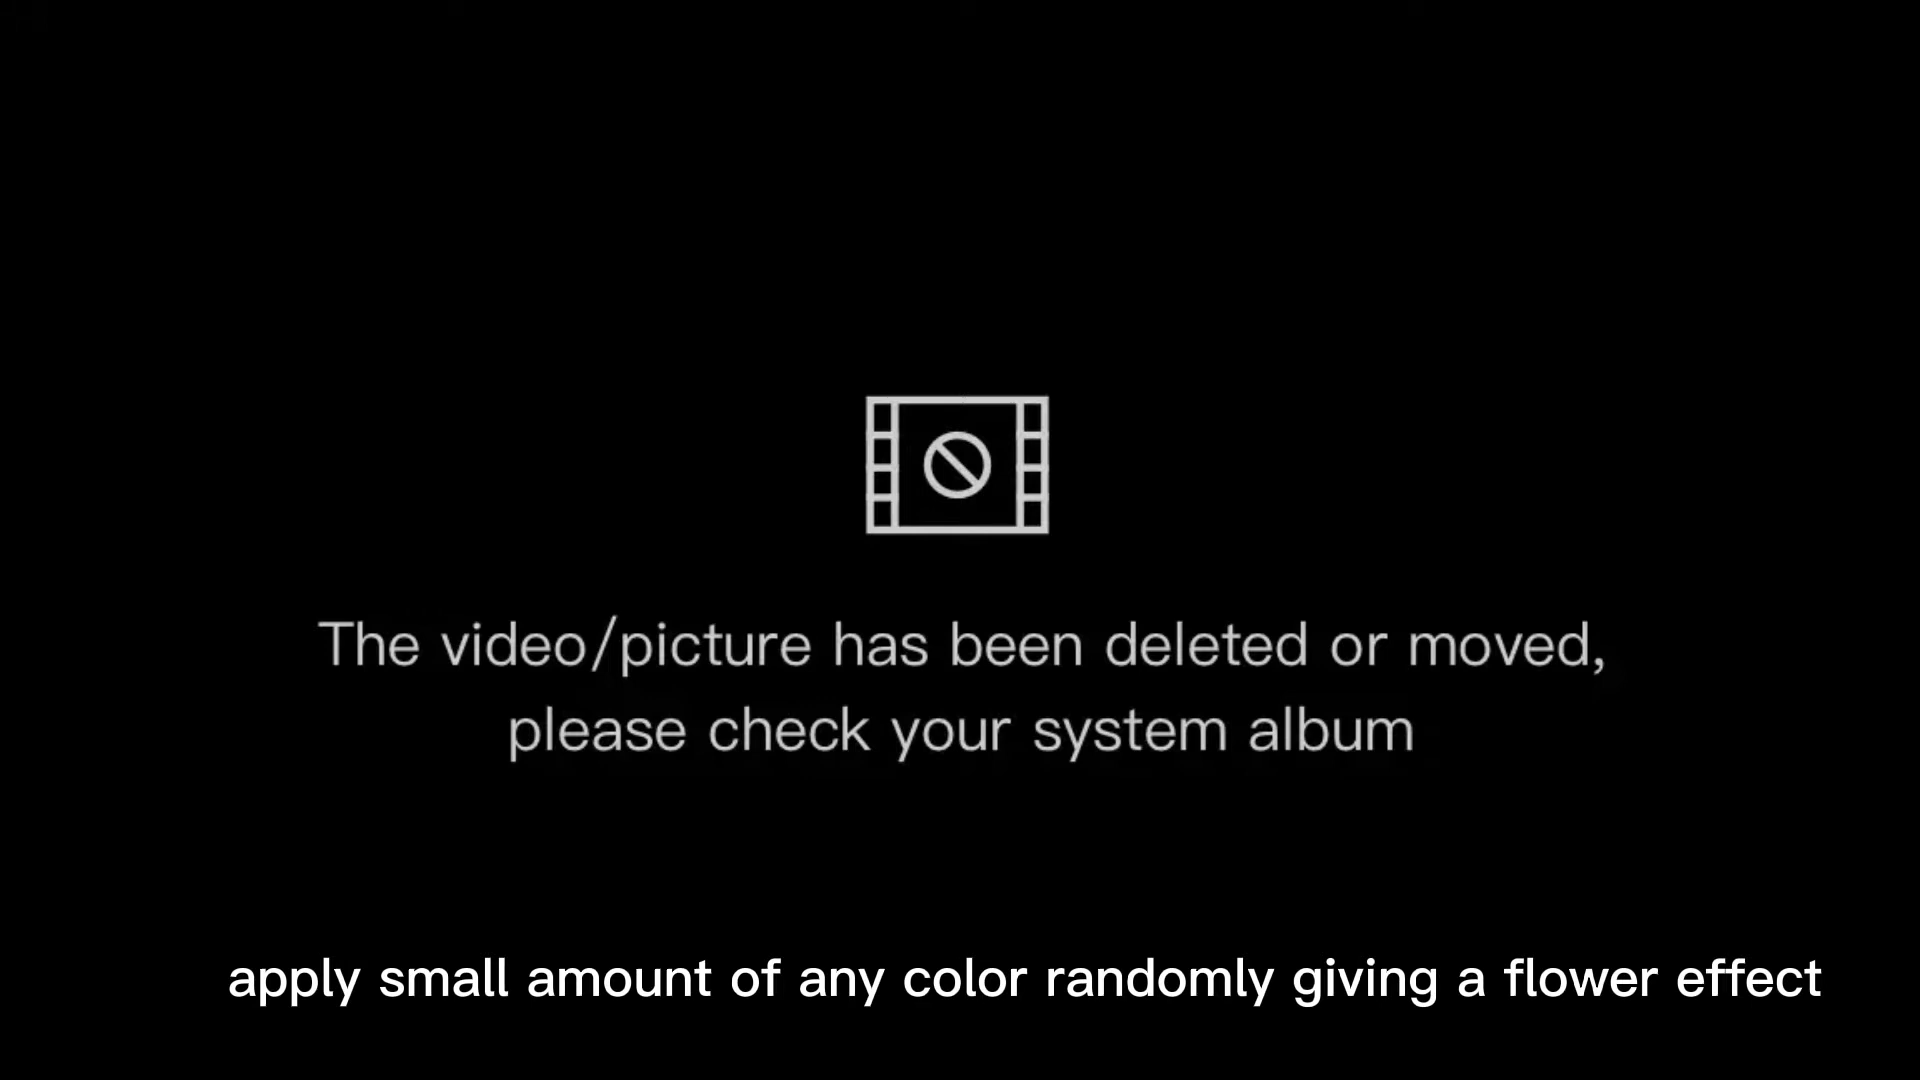 The video/picture has been deleted or moved,
please check your system album
apply small amount of any color randomly giving a flower effect